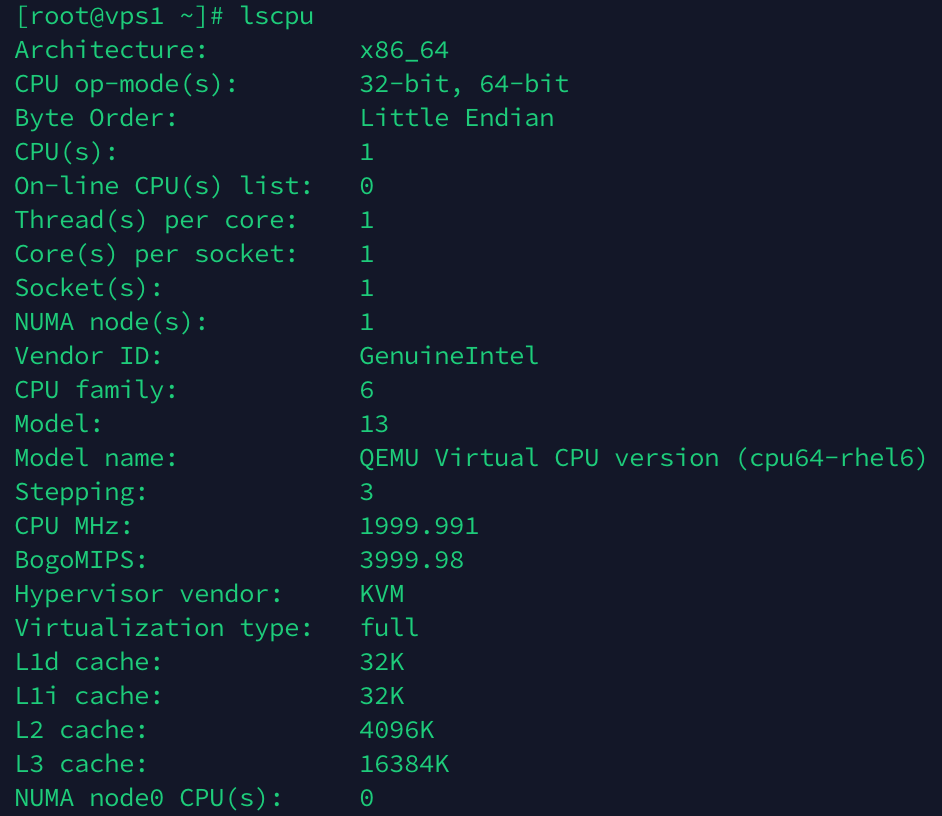 [root@vps1 ~]# lscpu
Architecture: x86_64
CPU op-mode(s): 32-bit, 64-bit
Byte Order: Little Endian
CPU(s): 1
On-line CPU(s) list: 0
Thread(s) per core: 1
Core(s) per socket: 1
Socket(s): 1
NUMA node(s): 1
Vendor ID: GenuineIntel
CPU family: 6
Model: 13
Model name: QEMU Virtual CPU version (cpu64-rhel6)
Stepping: 3
CPU MHz: 1999.991
BogoMIPS: 3999.98
Hypervisor vendor: KVM
Virtualization type: full
L1d cache: 32K
L1i cache: 32K
L2 cache: 4096K
L3 cache: 16384K
NUMA node0 CPU(s): 0